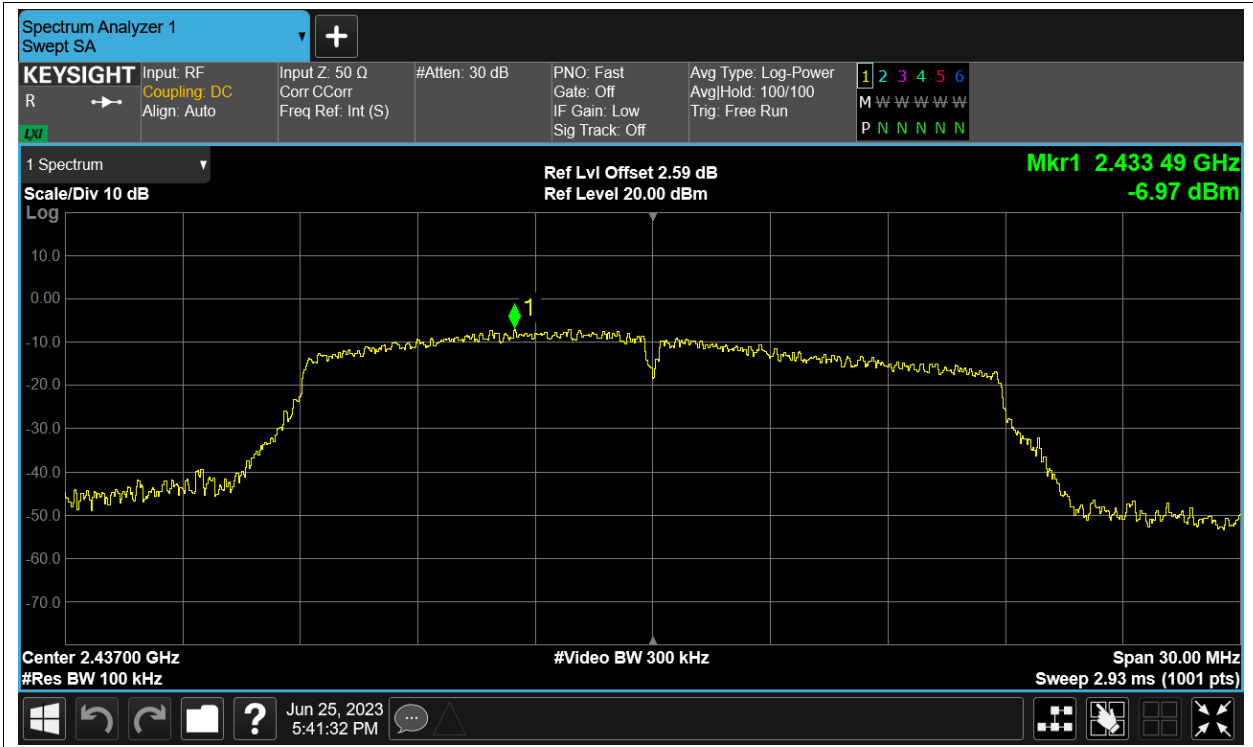 Spectrum Analyzer 1
Swept SA
KEYSIGHT
R
LXI
Input: RF
Coupling: DC
Align: Auto
Input Z: 50 Ω
Corr CCorr
Freq Ref: Int (S)
#Atten: 30 dB
PNO: Fast
Gate: Off
IF Gain: Low
Sig Track: Off
Avg Type: Log-Power
Avg|Hold: 100/100
Trig: Free Run
1 2 3 4 5 6
M W W W W W
P N N N N N
1 Spectrum
Scale/Div 10 dB
Log
Ref Lvl Offset 2.59 dB
Ref Level 20.00 dBm
Mkr1 2.433 49 GHz
-6.97 dBm
10.0
0.00
1
-10.0
-20.0
-30.0
-40.0
-50.0
-60.0
-70.0
Center 2.43700 GHz
#Res BW 100 kHz
#Video BW 300 kHz
Span 30.00 MHz
Sweep 2.93 ms (1001 pts)
?
Jun 25, 2023
5:41:32 PM